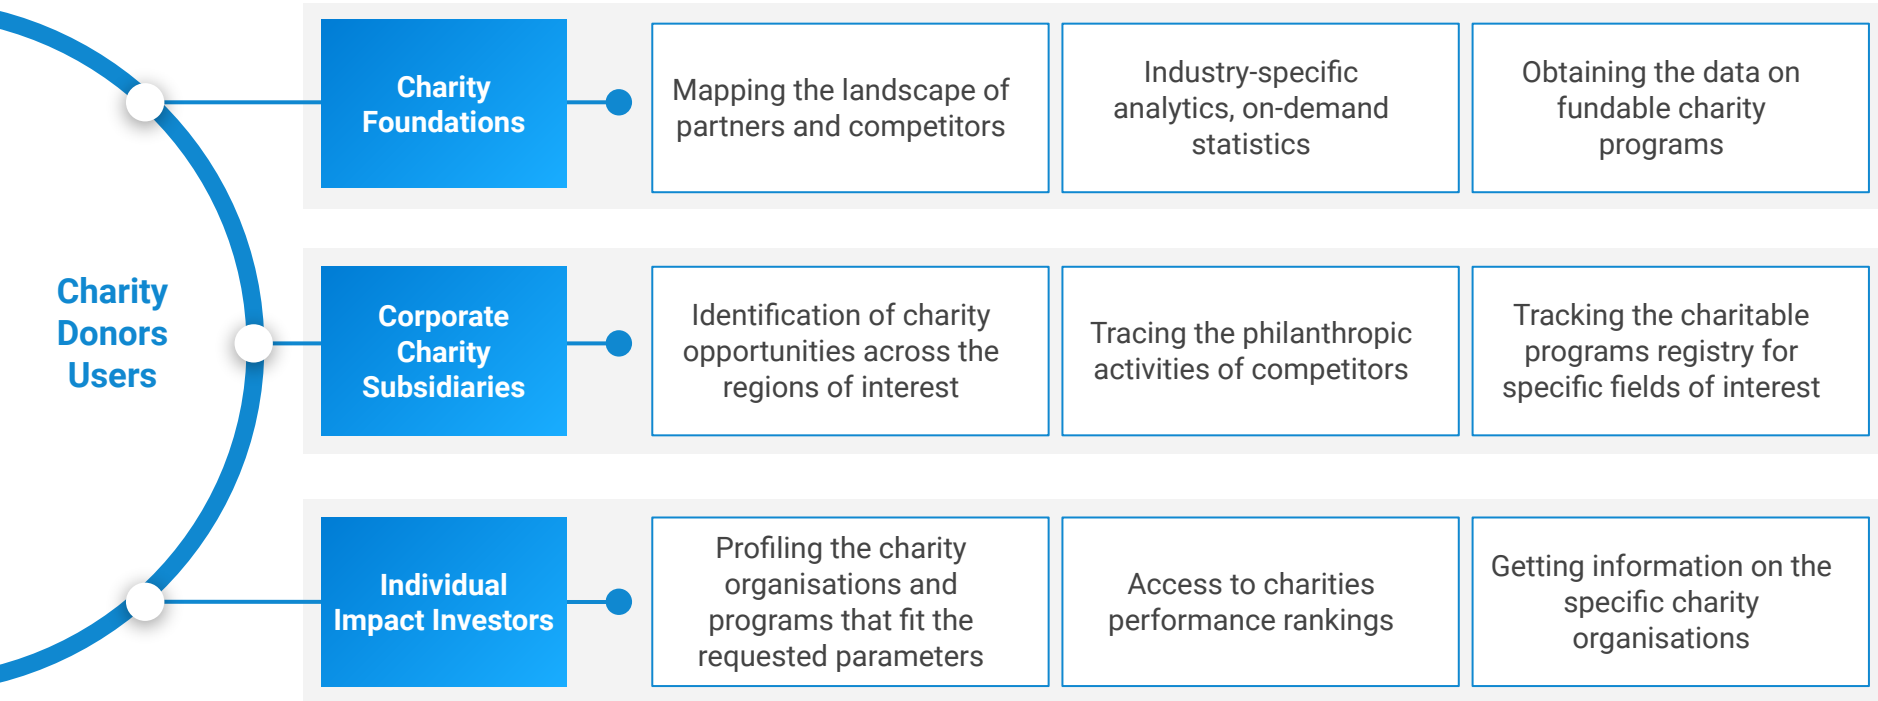 Charity
Donors
Users
Charity
Foundations
Mapping the landscape of
partners and competitors
Industry-specific
analytics, on-demand
statistics
Obtaining the data on
fundable charity
programs
Corporate
Charity
Subsidiaries
Identification of charity
opportunities across the
regions of interest
Tracing the philanthropic
activities of competitors
Tracking the charitable
programs registry for
specific fields of interest
Individual
Impact Investors
Profiling the charity
organisations and
programs that fit the
requested parameters
Access to charities
performance rankings
Getting information on the
specific charity
organisations